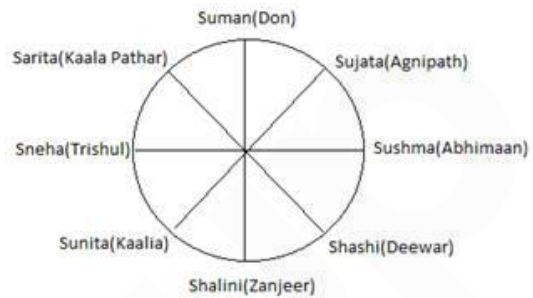 Suman(Don)
Sarita(Kaala Pathar)
Sujata(Agnipath)
Sneha(Trishul)
Sushma(Abhimaan)
Sunita(Kaalia)
Shashi(Deewar)
Shalini(Zanjeer)